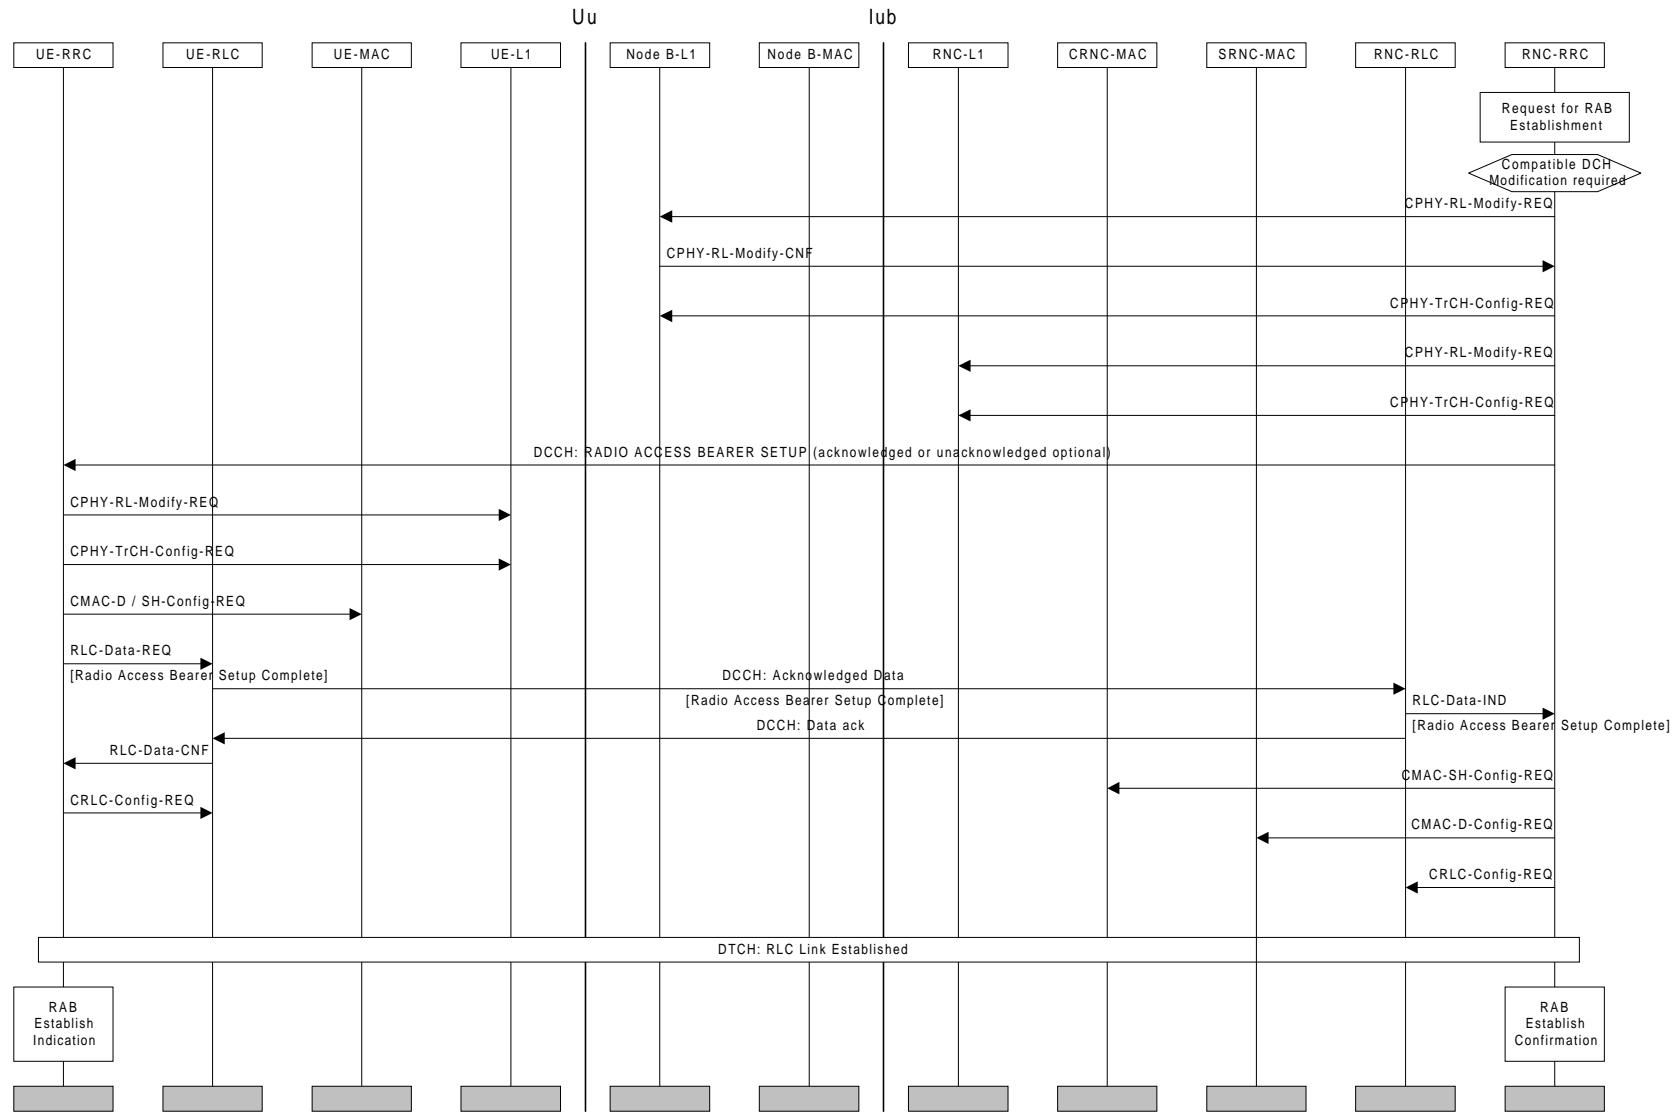 Uu
Iub
UE-RRC
UE-RLC
UE-MAC
UE-L1
Node B-L1
Node B-MAC
RNC-L1
CRNC-MAC
SRNC-MAC
RNC-RLC
RNC-RRC
Request for RAB
Establishment
Compatible DCH
Modification required
CPHY-RL-Modify-REQ
CPHY-RL-Modify-CNF
CPHY-TrCH-Config-REQ
CPHY-RL-Modify-REQ
CPHY-TrCH-Config-REQ
DCCH: RADIO ACCESS BEARER SETUP (acknowledged or unacknowledged optional)
CPHY-RL-Modify-REQ
CPHY-TrCH-Config-REQ
CMAC-D / SH-Config-REQ
RLC-Data-REQ
[Radio Access Bearer Setup Complete]
DCCH: Acknowledged Data
[Radio Access Bearer Setup Complete]
RLC-Data-IND
[Radio Access Bearer Setup Complete]
DCCH: Data ack
RLC-Data-CNF
CMAC-SH-Config-REQ
CRLC-Config-REQ
CMAC-D-Config-REQ
CRLC-Config-REQ
DTCH: RLC Link Established
RAB
Establish
Indication
RAB
Establish
Confirmation